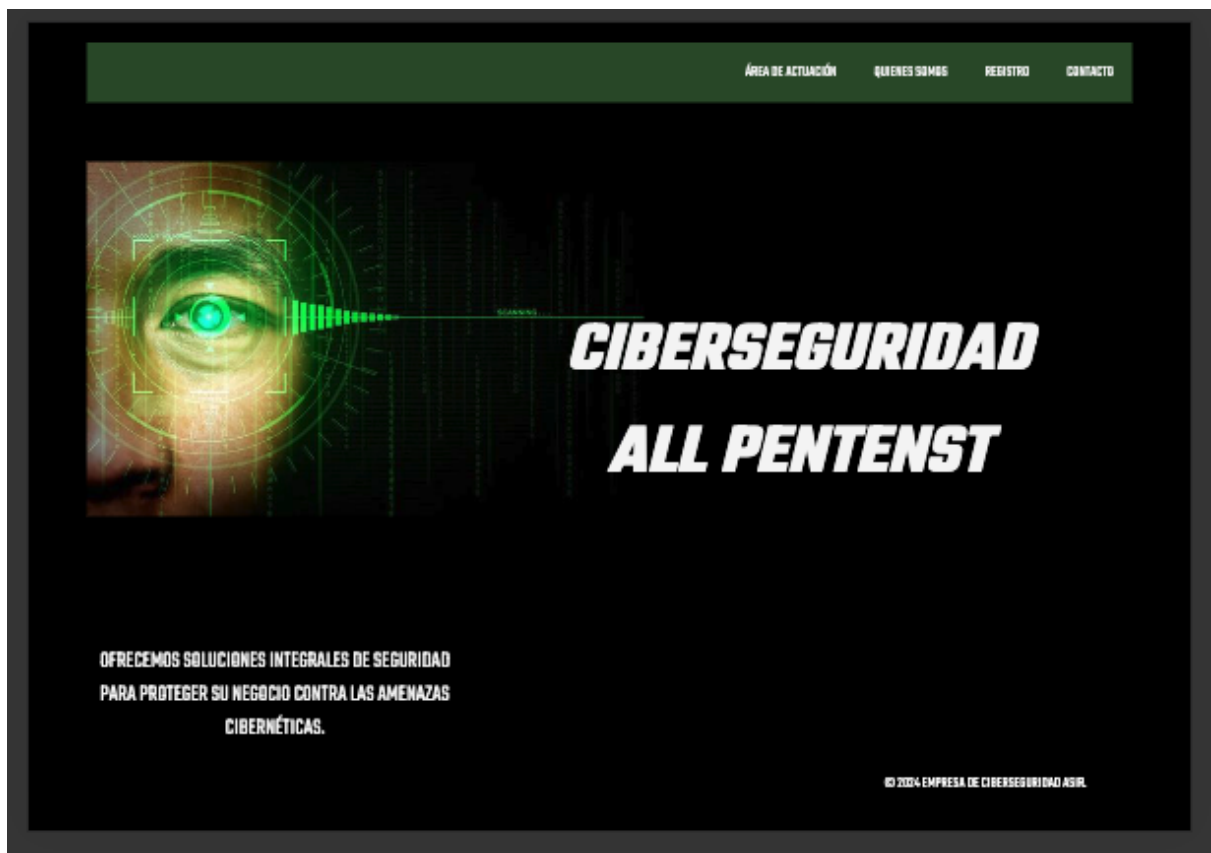 ÁREA DE ACTUACIÓN QUIENES SOMOS REGISTRO CONTACTO
SCANNING...
CIBERSEGURIDAD
ALL PENTENST
OFRECEMOS SOLUCIONES INTEGRALES DE SEGURIDAD
PARA PROTEGER SU NEGOCIO CONTRA LAS AMENAZAS
CIBERNÉTICAS.
© 2024 EMPRESA DE CIBERSEGURIDAD ASIR.